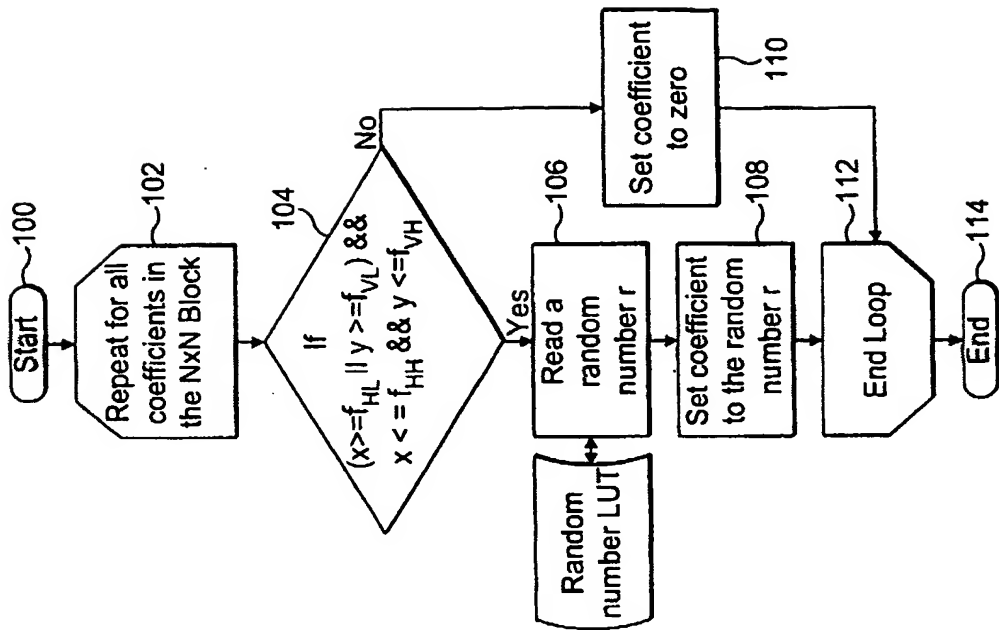 Start
100
Repeat for all
coefficients in
the NxN Block
102
If
(x>=f_HL || y >=f_VL) &&
x <= f_HH && y <=f_VH
104
No
Yes
Random
number LUT
Read a
random
number r
106
Set coefficient
to the random
number r
108
Set coefficient
to zero
110
End Loop
112
End
114